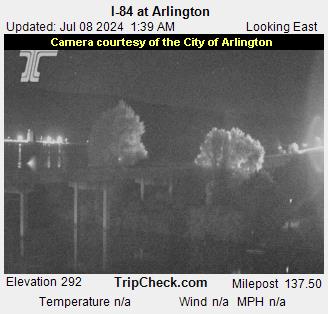 I-84 at Arlington
Updated: Jul 08 2024 1:39 AM Looking East
Camera courtesy of the City of Arlington
Elevation 292 TripCheck.com Milepost 137.50
Temperature n/a Wind n/a MPH n/a